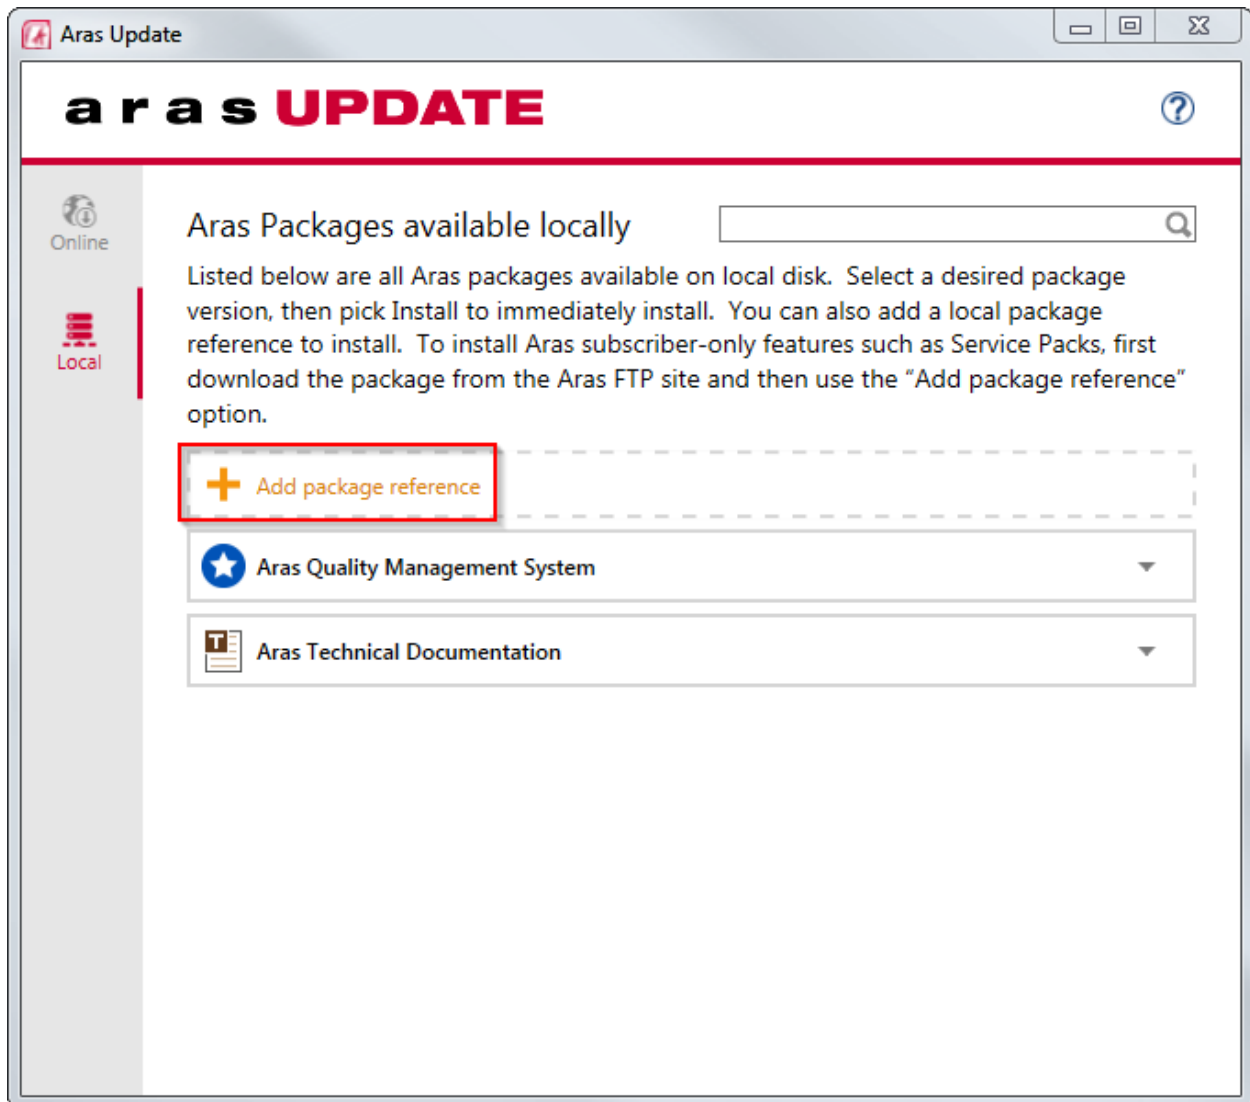 Aras Update
aras UPDATE
?
Online
Local
Aras Packages available locally
Listed below are all Aras packages available on local disk.  Select a desired package
version, then pick Install to immediately install.  You can also add a local package
reference to install.  To install Aras subscriber-only features such as Service Packs, first
download the package from the Aras FTP site and then use the “Add package reference”
option.
Add package reference
Aras Quality Management System
T
Aras Technical Documentation